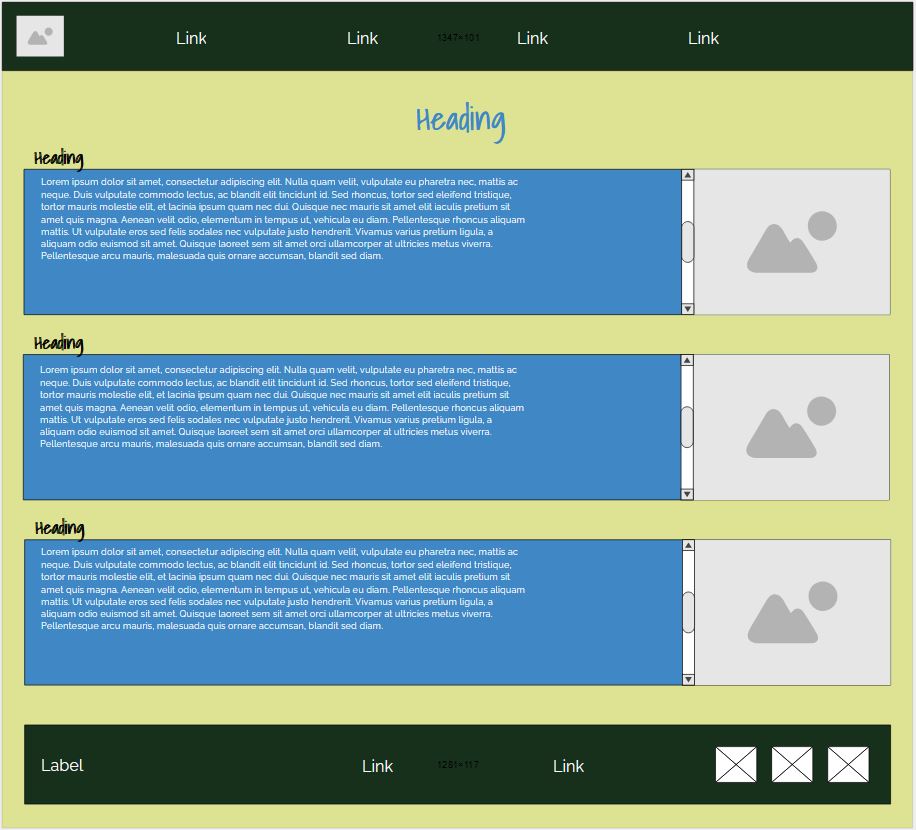 Link Link 1347×101 Link Link
Heading
Heading
Lorem ipsum dolor sit amet, consectetur adipiscing elit. Nulla quam velit, vulputate eu pharetra nec, mattis ac
neque. Duis vulputate commodo lectus, ac blandit elit tincidunt id. Sed rhoncus, tortor sed eleifend tristique,
tortor mauris molestie elit, et lacinia ipsum quam nec dui. Quisque nec mauris sit amet elit iaculis pretium sit
amet quis magna. Aenean velit odio, elementum in tempus ut, vehicula eu diam. Pellentesque rhoncus aliquam
mattis. Ut vulputate eros sed felis sodales nec vulputate justo hendrerit. Vivamus varius pretium ligula, a
aliquam odio euismod sit amet. Quisque laoreet sem sit amet orci ullamcorper at ultricies metus viverra.
Pellentesque arcu mauris, malesuada quis ornare accumsan, blandit sed diam.
Heading
Lorem ipsum dolor sit amet, consectetur adipiscing elit. Nulla quam velit, vulputate eu pharetra nec, mattis ac
neque. Duis vulputate commodo lectus, ac blandit elit tincidunt id. Sed rhoncus, tortor sed eleifend tristique,
tortor mauris molestie elit, et lacinia ipsum quam nec dui. Quisque nec mauris sit amet elit iaculis pretium sit
amet quis magna. Aenean velit odio, elementum in tempus ut, vehicula eu diam. Pellentesque rhoncus aliquam
mattis. Ut vulputate eros sed felis sodales nec vulputate justo hendrerit. Vivamus varius pretium ligula, a
aliquam odio euismod sit amet. Quisque laoreet sem sit amet orci ullamcorper at ultricies metus viverra.
Pellentesque arcu mauris, malesuada quis ornare accumsan, blandit sed diam.
Heading
Lorem ipsum dolor sit amet, consectetur adipiscing elit. Nulla quam velit, vulputate eu pharetra nec, mattis ac
neque. Duis vulputate commodo lectus, ac blandit elit tincidunt id. Sed rhoncus, tortor sed eleifend tristique,
tortor mauris molestie elit, et lacinia ipsum quam nec dui. Quisque nec mauris sit amet elit iaculis pretium sit
amet quis magna. Aenean velit odio, elementum in tempus ut, vehicula eu diam. Pellentesque rhoncus aliquam
mattis. Ut vulputate eros sed felis sodales nec vulputate justo hendrerit. Vivamus varius pretium ligula, a
aliquam odio euismod sit amet. Quisque laoreet sem sit amet orci ullamcorper at ultricies metus viverra.
Pellentesque arcu mauris, malesuada quis ornare accumsan, blandit sed diam.
Label Link 1281×117 Link